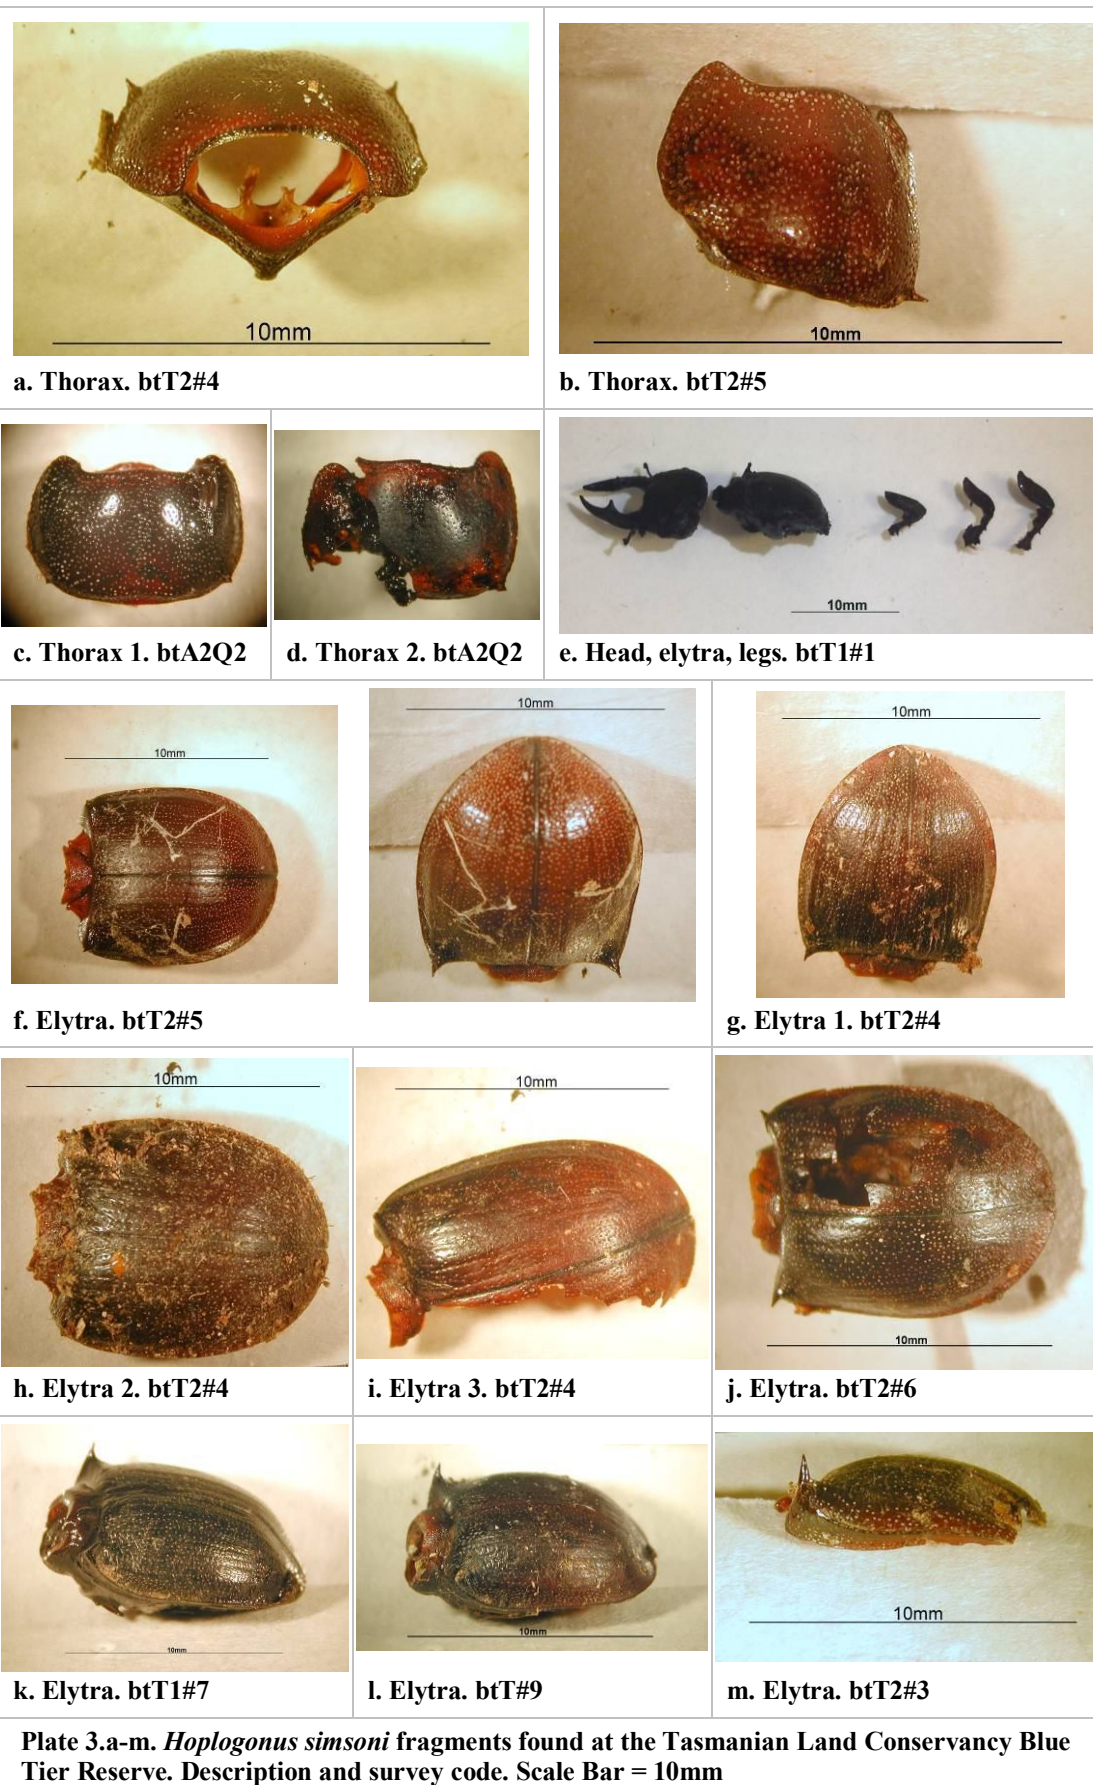 10mm
10mm
a. Thorax. btT2#4
b. Thorax. btT2#5
10mm
c. Thorax 1. btA2Q2
d. Thorax 2. btA2Q2
e. Head, elytra, legs. btT1#1
10mm
10mm
10mm
f. Elytra. btT2#5
g. Elytra 1. btT2#4
10mm
10mm
10mm
h. Elytra 2. btT2#4
i. Elytra 3. btT2#4
j. Elytra. btT2#6
10mm
10mm
10mm
k. Elytra. btT1#7
l. Elytra. btT#9
m. Elytra. btT2#3
Plate 3.a-m. Hoplogonus simsoni fragments found at the Tasmanian Land Conservancy Blue
Tier Reserve. Description and survey code. Scale Bar = 10mm